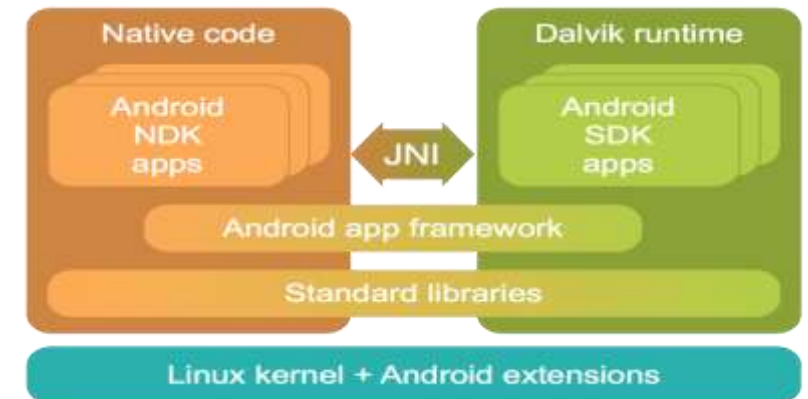 Native code
Dalvik runtime
Android
NDK
apps
JNI
Android
SDK
apps
Android app framework
Standard libraries
Linux kernel + Android extensions